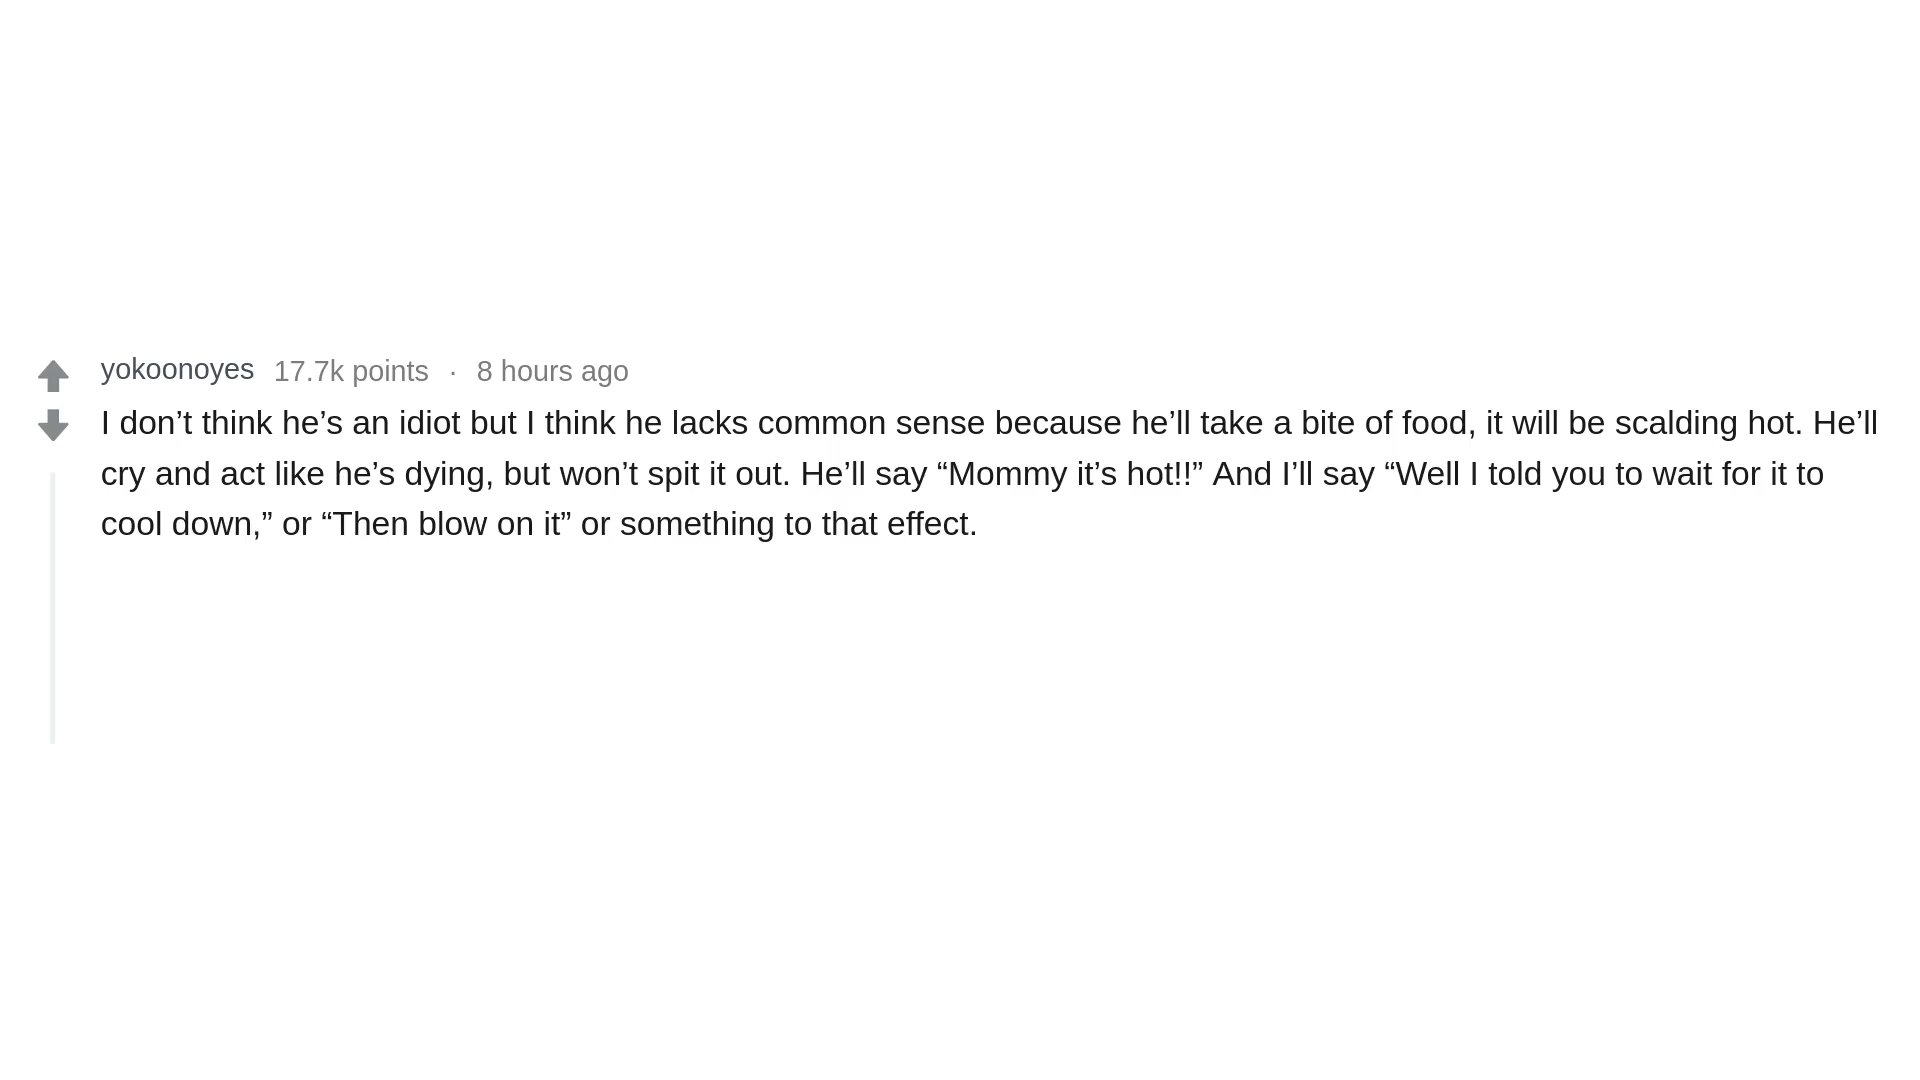 yokoonoyes 17.7k points · 8 hours ago
I don’t think he’s an idiot but I think he lacks common sense because he’ll take a bite of food, it will be scalding hot. He’ll
cry and act like he’s dying, but won’t spit it out. He’ll say “Mommy it’s hot!!” And I’ll say “Well I told you to wait for it to
cool down,” or “Then blow on it” or something to that effect.